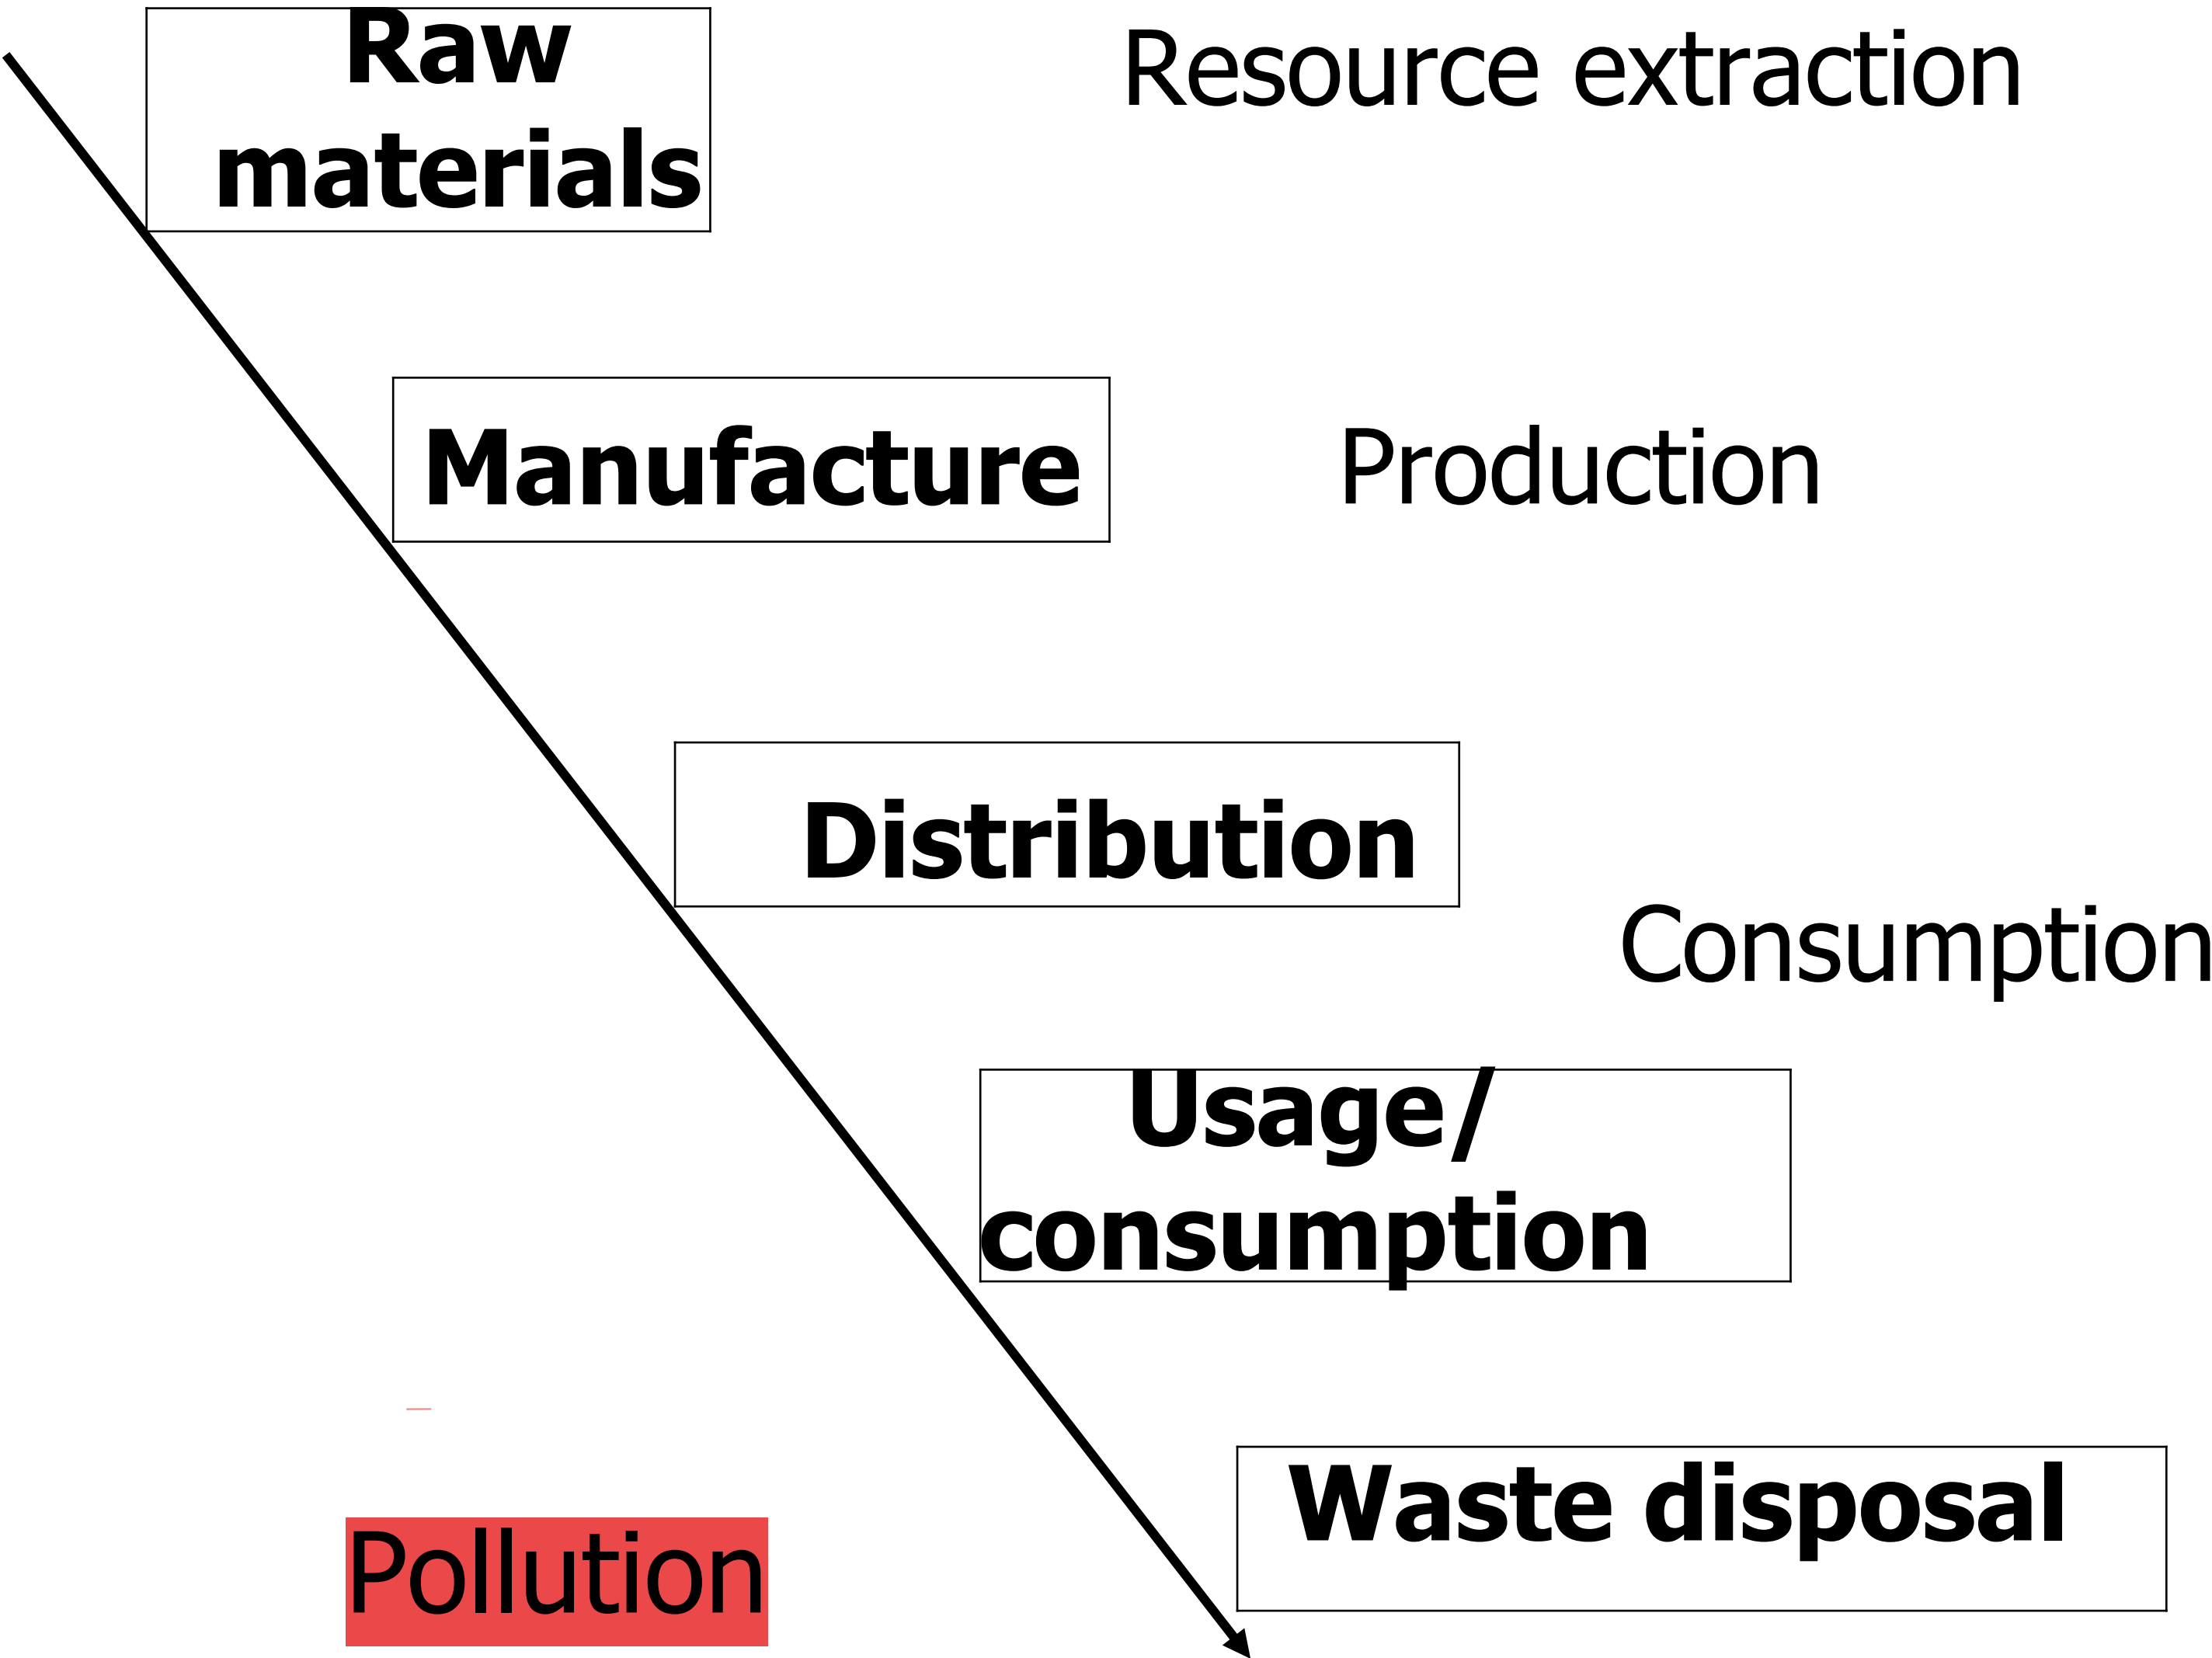 Raw
materials
Resource extraction
Manufacture
Production
Distribution
Consumption
Usage/
consumption
Waste disposal
Pollution